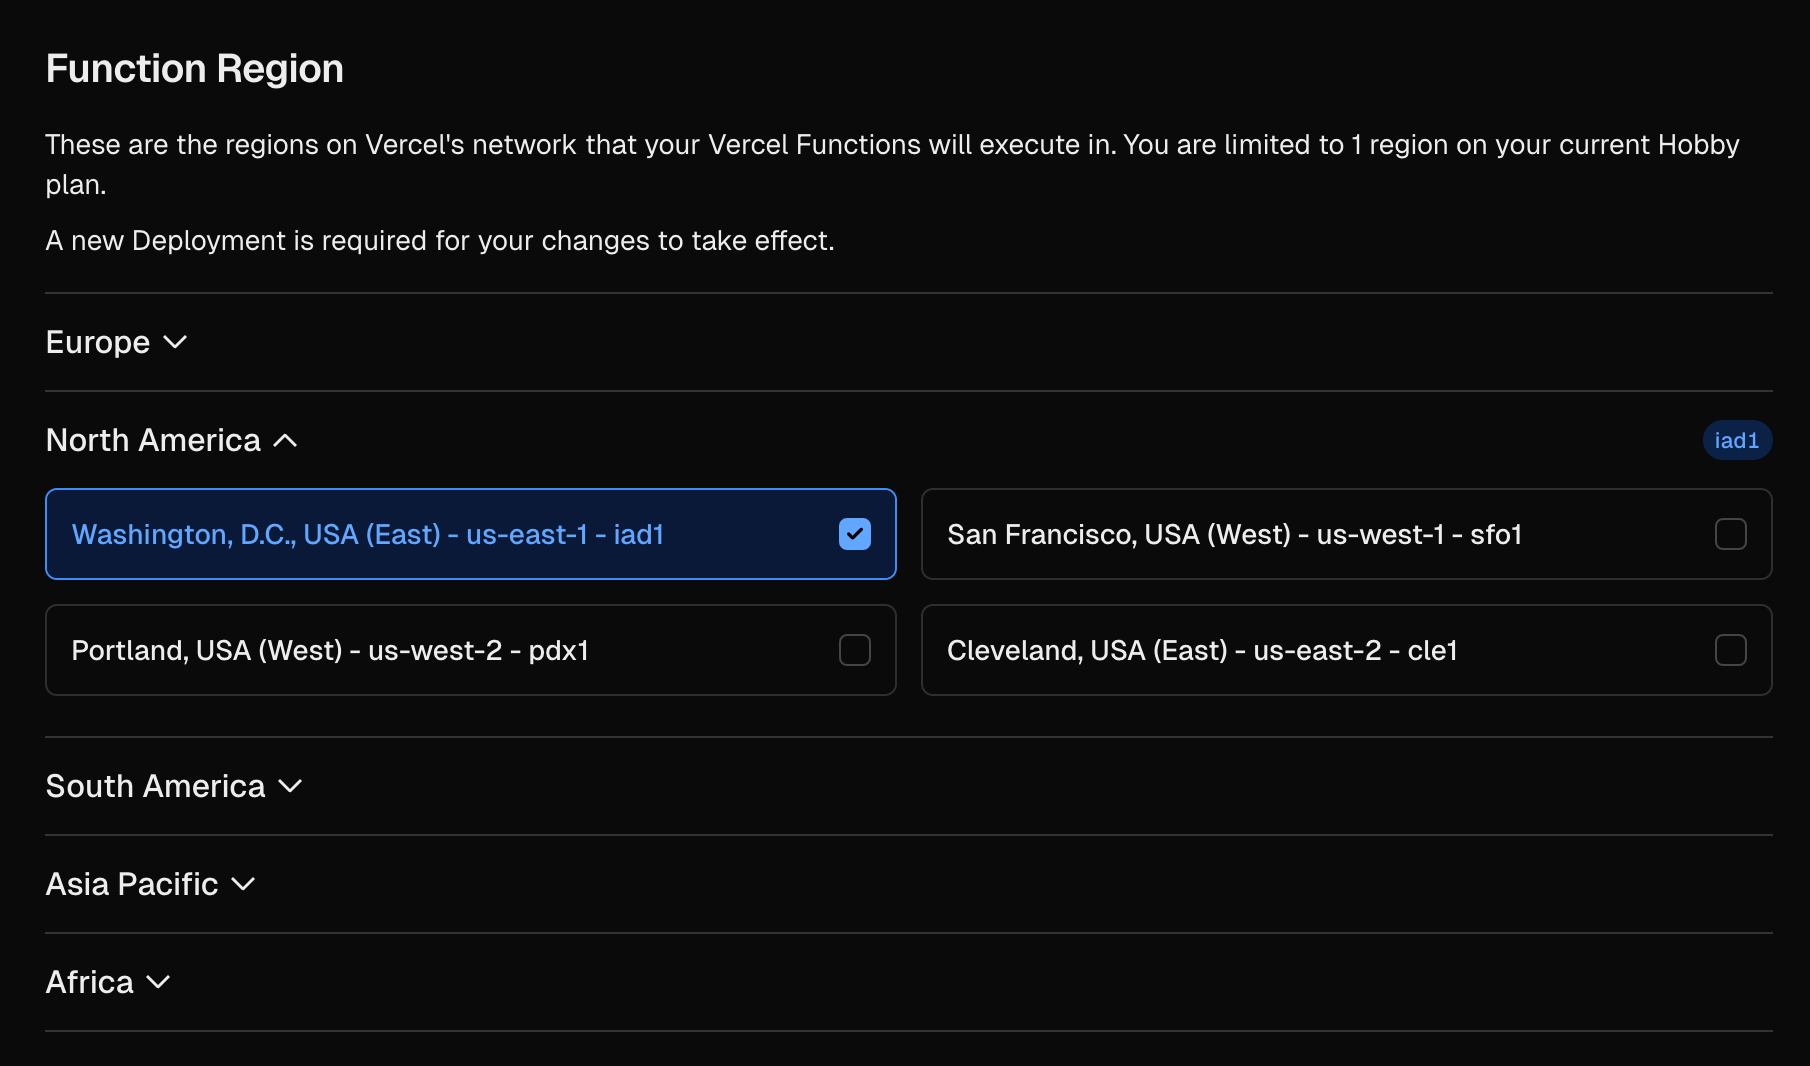 Function Region
These are the regions on Vercel's network that your Vercel Functions will execute in. You are limited to 1 region on your current Hobby
plan.
A new Deployment is required for your changes to take effect.
Europe
North America
iad1
Washington, D.C., USA (East) - us-east-1 - iad1
San Francisco, USA (West) - us-west-1 - sfo1
Portland, USA (West) - us-west-2 - pdx1
Cleveland, USA (East) - us-east-2 - cle1
South America
Asia Pacific
Africa